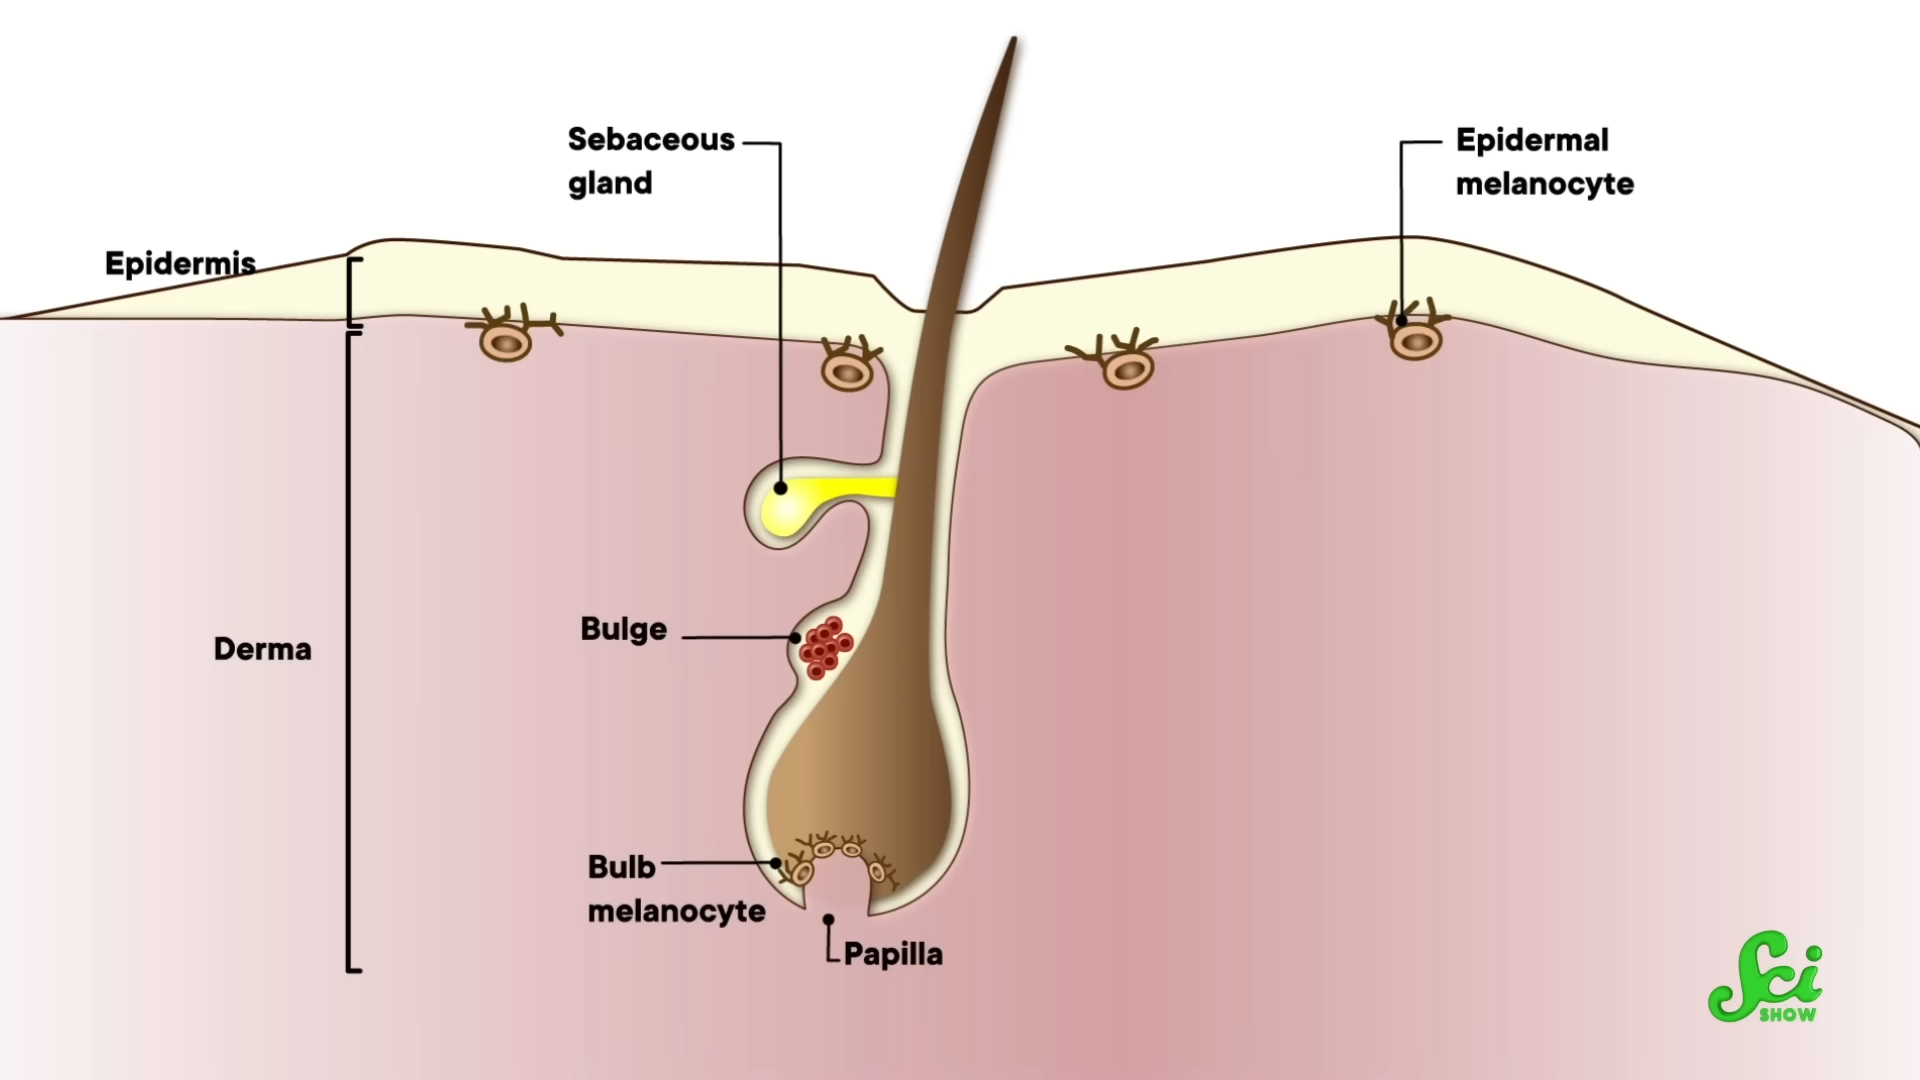 Sebaceous
gland
Epidermal
melanocyte
Epidermis
Derma
Bulge
Bulb
melanocyte
Papilla
Sci
SHOW